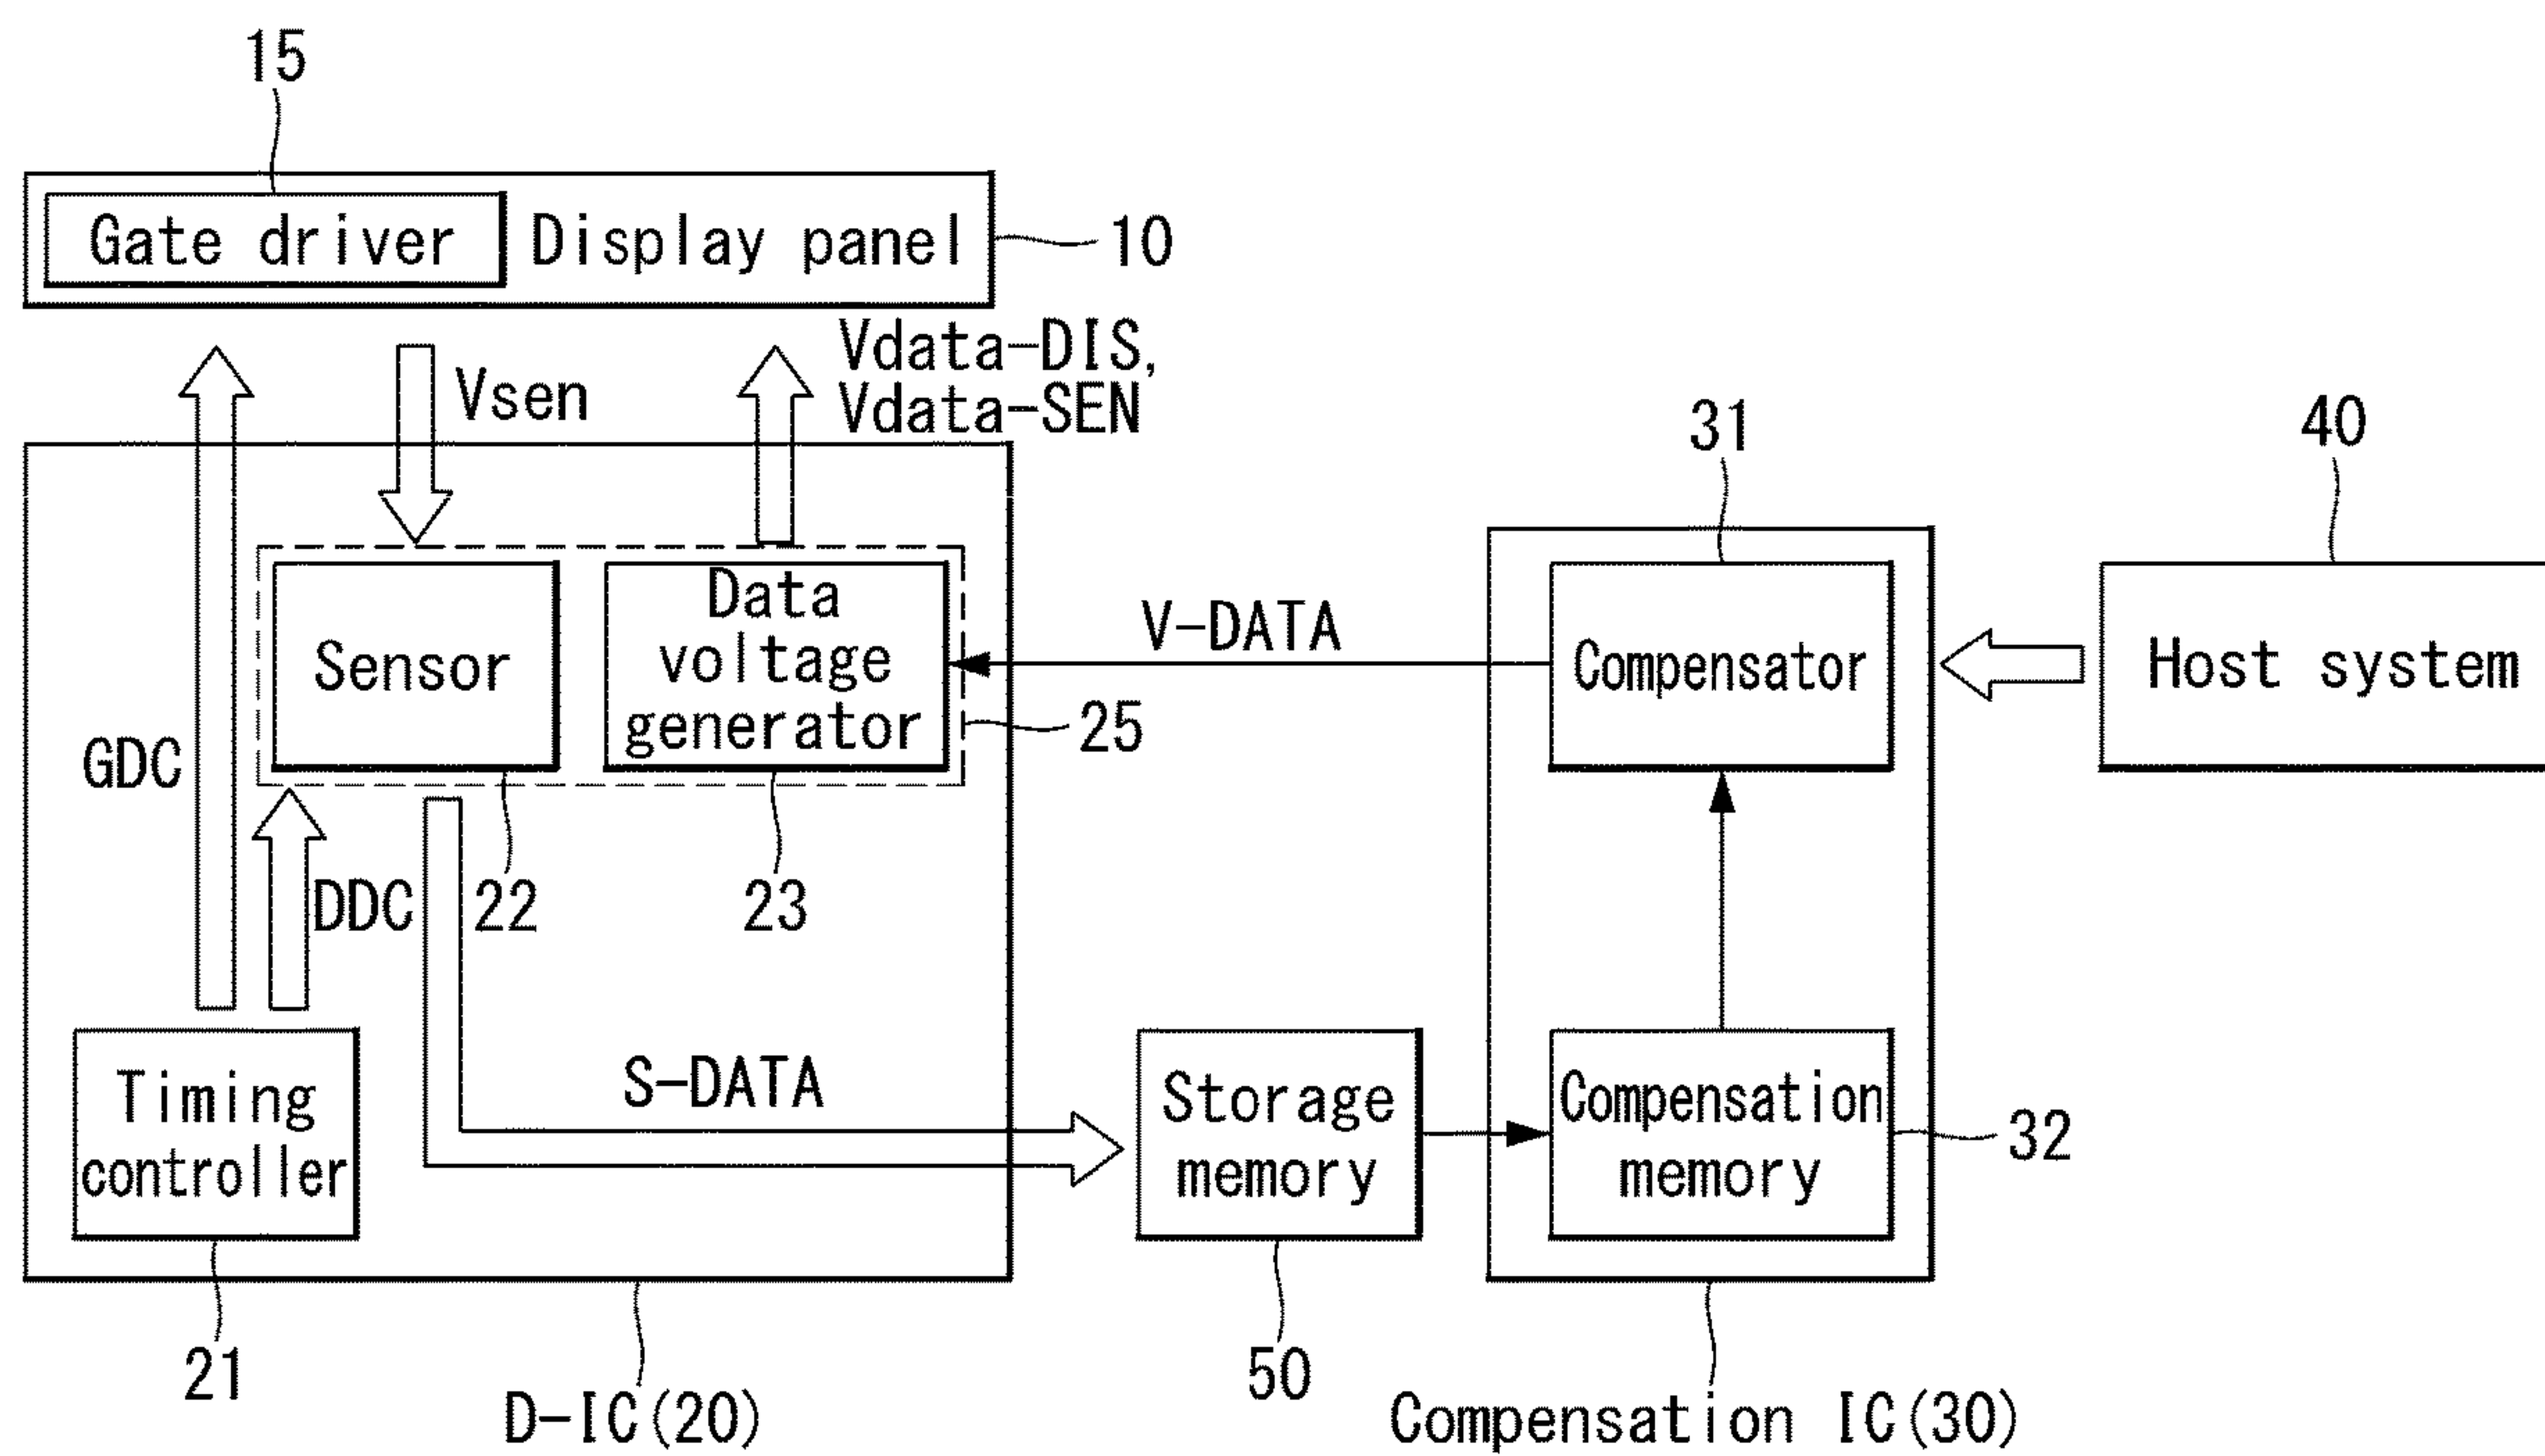 15
Gate driver
Display panel
10
Vdata-DIS,
Vdata-SEN
Vsen
31
40
Data
voltage
generator
Sensor
V-DATA
Compensator
Host system
25
GDC
DDC
22
23
S-DATA
Timing
controller
Storage
memory
Compensation
memory
32
21
50
D-IC(20)
Compensation IC(30)